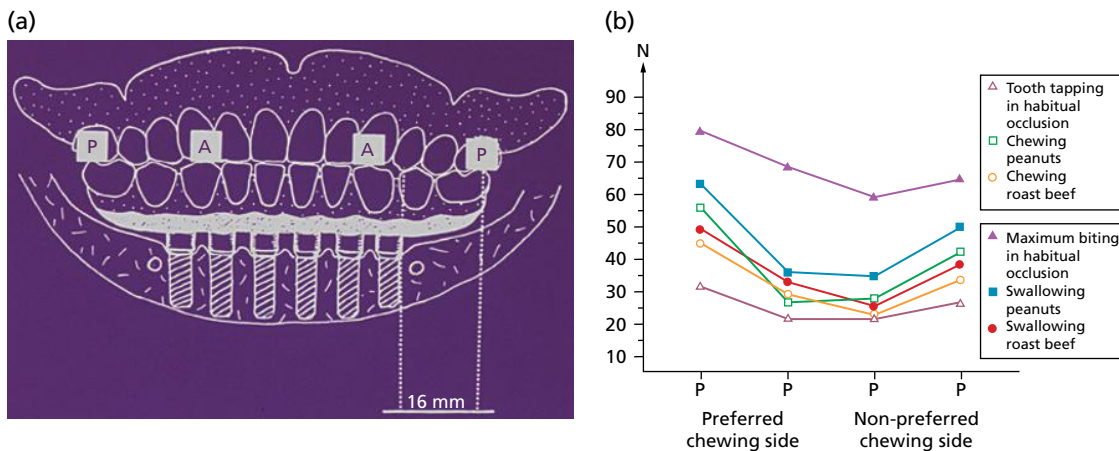 (a)
P
A
A
P
16 mm
(b)
N
90
80
70
60
50
40
30
20
10
P
P
P
P
Preferred
chewing side
Non-preferred
chewing side
Tooth tapping
in habitual
occlusion
Chewing
peanuts
Chewing
roast beef
Maximum biting
in habitual
occlusion
Swallowing
peanuts
Swallowing
roast beef